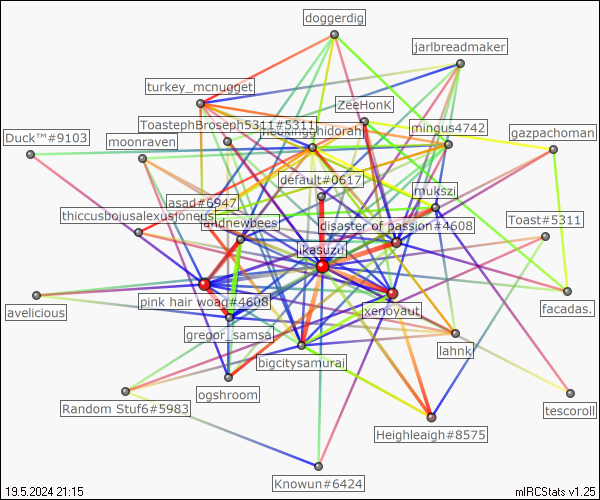 doggerdig
jarlbreadmaker
turkey_mcnugget
ZeeHonK
ToastephBroseph5311#5311
mingus4742
Duck™#9103
moonraven
gazpachoman
default#0617
mukszi
asad#6947
thiccusboiusalexusioneus
andnewbees
disaster of passion#4608
Toast#5311
ikasuzu
pink hair woag#4608
avelicious
xenoyaut
facadas.
gregor_samsa
lahnk
bigcitysamurai
ogshroom
Random Stuf6#5983
Heighleaigh#8575
tescoroll
Knowun#6424
19.5.2024 21:15
mIRCStats v1.25